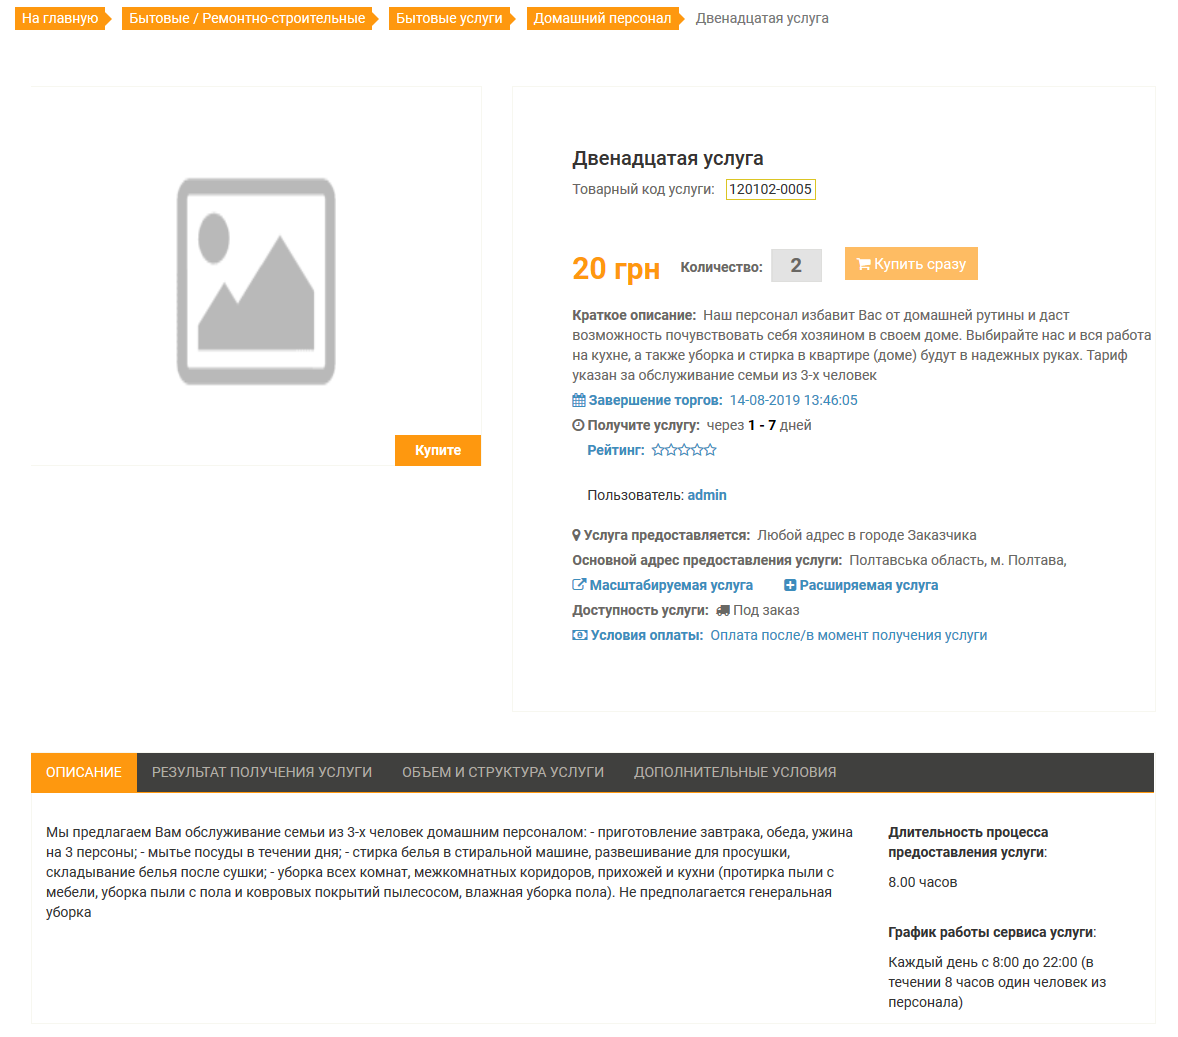 На главную Бытовые / Ремонтно-строительные Бытовые услуги Домашний персонал Двенадцатая услуга
Двенадцатая услуга
Товарный код услуги: 120102-0005
20 грн Количество: 2 Купить сразу
Краткое описание: Наш персонал избавит Вас от домашней рутины и даст
возможность почувствовать себя хозяином в своем доме. Выбирайте нас и вся работа
на кухне, а также уборка и стирка в квартире (доме) будут в надежных руках. Тариф
указан за обслуживание семьи из 3-х человек
Завершение торгов: 14-08-2019 13:46:05
Получите услугу: через 1 - 7 дней
Рейтинг:
Купите
Пользователь: admin
Услуга предоставляется: Любой адрес в городе Заказчика
Основной адрес предоставления услуги: Полтавська область, м. Полтава,
Масштабируемая услуга Расширяемая услуга
Доступность услуги: Под заказ
Условия оплаты: Оплата после/в момент получения услуги
ОПИСАНИЕ РЕЗУЛЬТАТ ПОЛУЧЕНИЯ УСЛУГИ ОБЪЕМ И СТРУКТУРА УСЛУГИ ДОПОЛНИТЕЛЬНЫЕ УСЛОВИЯ
Мы предлагаем Вам обслуживание семьи из 3-х человек домашним персоналом: - приготовление завтрака, обеда, ужина
на 3 персоны; - мытье посуды в течении дня; - стирка белья в стиральной машине, развешивание для просушки,
складывание белья после сушки; - уборка всех комнат, межкомнатных коридоров, прихожей и кухни (протирка пыли с
мебели, уборка пыли с пола и ковровых покрытий пылесосом, влажная уборка пола). Не предполагается генеральная
уборка
Длительность процесса
предоставления услуги:
8.00 часов
График работы сервиса услуги:
Каждый день с 8:00 до 22:00 (в
течении 8 часов один человек из
персонала)